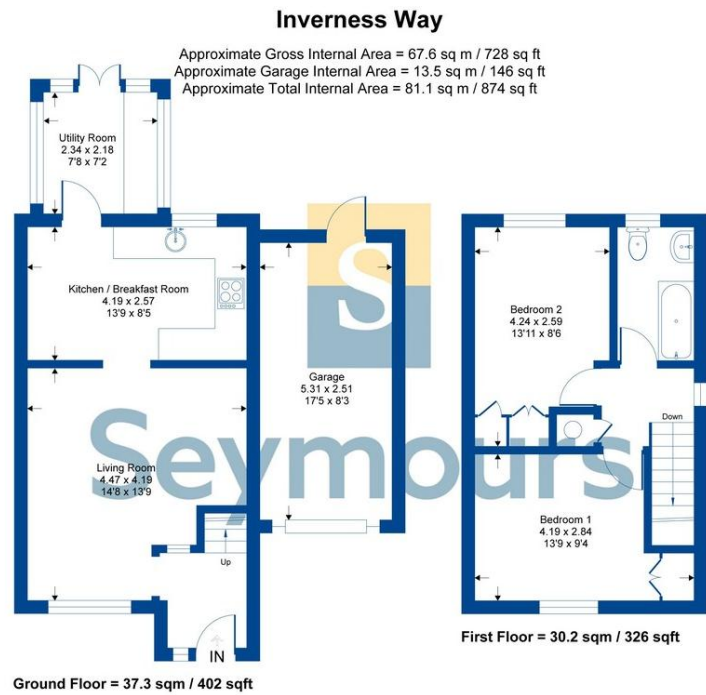 Inverness Way
Approximate Gross Internal Area = 67.6 sq m / 728 sq ft
Approximate Garage Internal Area = 13.5 sq m / 146 sq ft
Approximate Total Internal Area = 81.1 sq m / 874 sq ft
Utility Room
2.34 x 2.18
7'8 x 7'2
Kitchen / Breakfast Room
4.19 x 2.57
13'9 x 8'5
S
Garage
5.31 x 2.51
17'5 x 8'3
Seymours
Living Room
4.47 x 4.19
14'8 x 13'9
Up
IN
Ground Floor = 37.3 sqm / 402 sqft
Bedroom 2
4.24 x 2.59
13'11 x 8'6
Down
Bedroom 1
4.19 x 2.84
13'9 x 9'4
First Floor = 30.2 sqm / 326 sqft